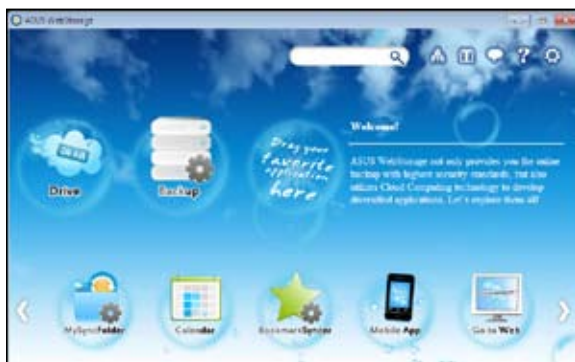 ASUS WebStorage
Drive
Backup
Drag your
favorite
application
here
Welcome!
ASUS WebStorage not only provides you the online
backup with highest security standards, but also
utilizes Cloud Computing technology to develop
diversified applications. Let's explore them all!
MySyncFolder
Calendar
BookmarkSyncer
Mobile App
Go to Web